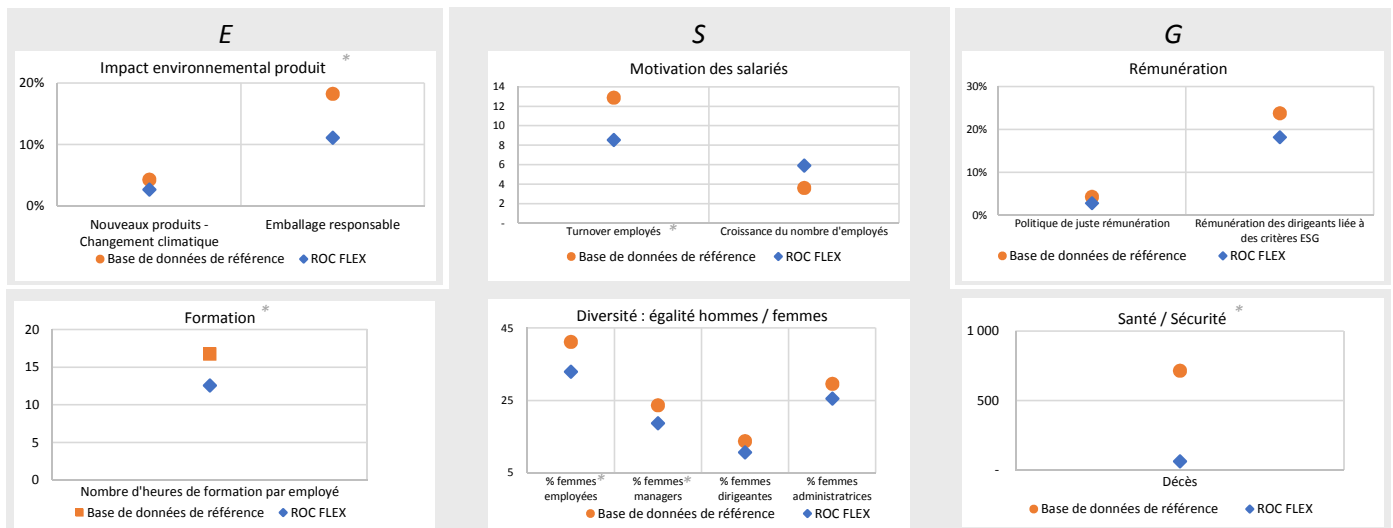 E
Impact environnemental produit *
20%
10%
0%
Nouveaux produits -
Changement climatique
Emballage responsable
Base de données de référence
ROC FLEX
S
Motivation des salariés
14
12
10
8
6
4
2
-
Turnover employés *
Croissance du nombre d'employés
Base de données de référence
ROC FLEX
G
Rémunération
30%
20%
10%
0%
Politique de juste rémunération
Rémunération des dirigeants liée à
des critères ESG
Base de données de référence
ROC FLEX
Formation *
20
15
10
5
0
Nombre d'heures de formation par employé
Base de données de référence
ROC FLEX
Diversité : égalité hommes / femmes
45
25
5
% femmes *
employées
% femmes *
managers
% femmes
dirigeantes
% femmes
administratrices
Base de données de référence
ROC FLEX
Santé / Sécurité *
1 000
500
-
Décès
Base de données de référence
ROC FLEX